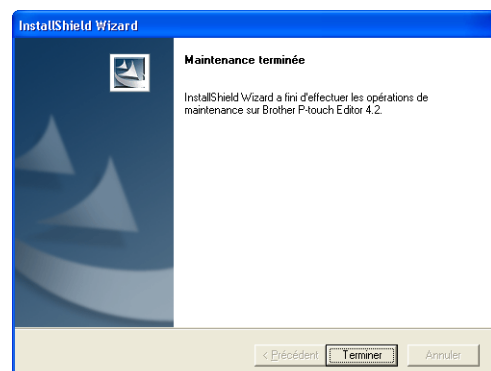 InstallShield Wizard
Maintenance terminée
InstallShield Wizard a fini d'effectuer les opérations de
maintenance sur Brother P-touch Editor 4.2.
< Précédent
Terminer
Annuler